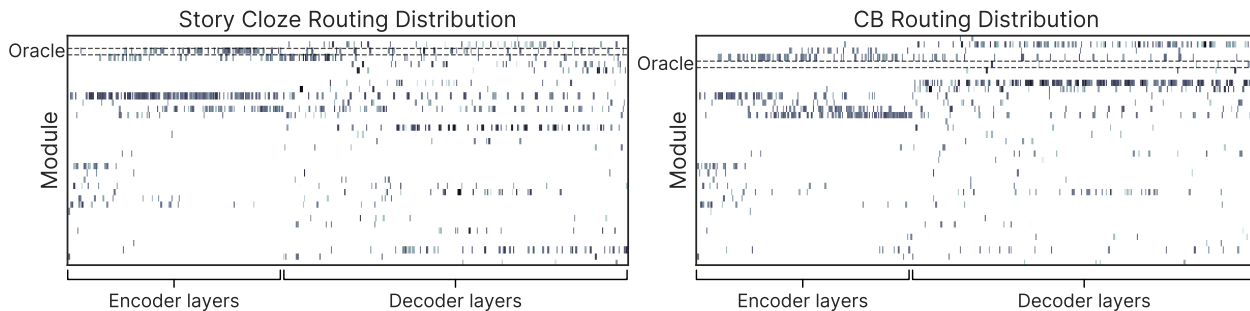 Story Cloze Routing Distribution
Oracle
Module
Encoder layers
Decoder layers
CB Routing Distribution
Oracle
Module
Encoder layers
Decoder layers